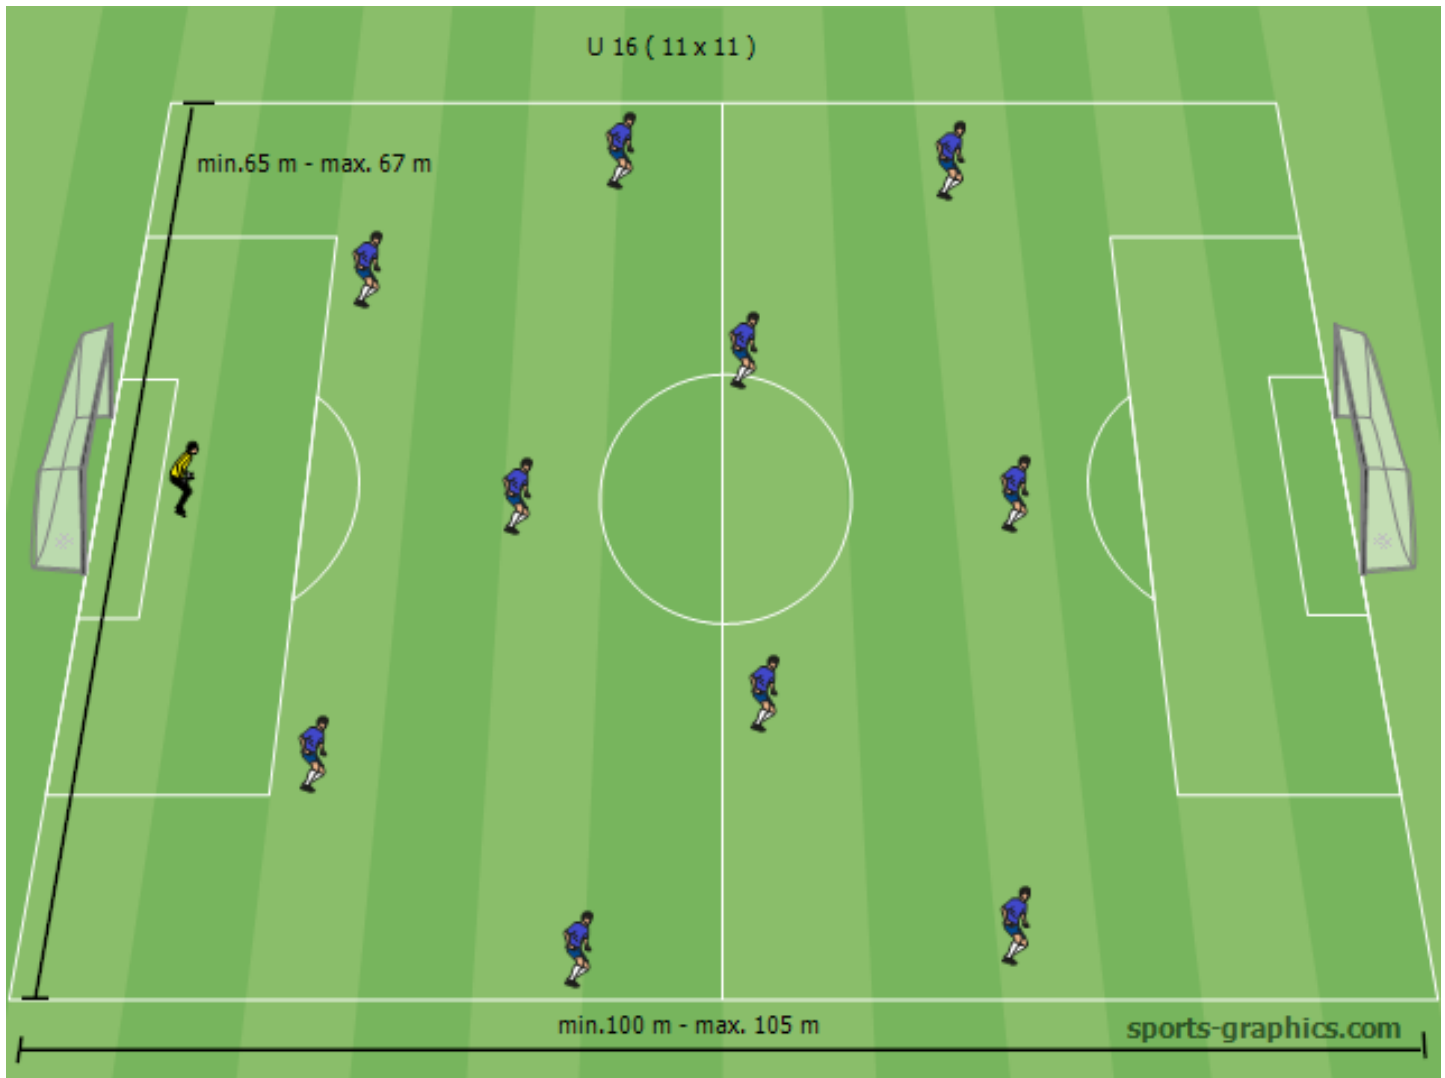 U 16 ( 11 x 11 )
min.65 m - max. 67 m
min.100 m - max. 105 m
sports-graphics.com